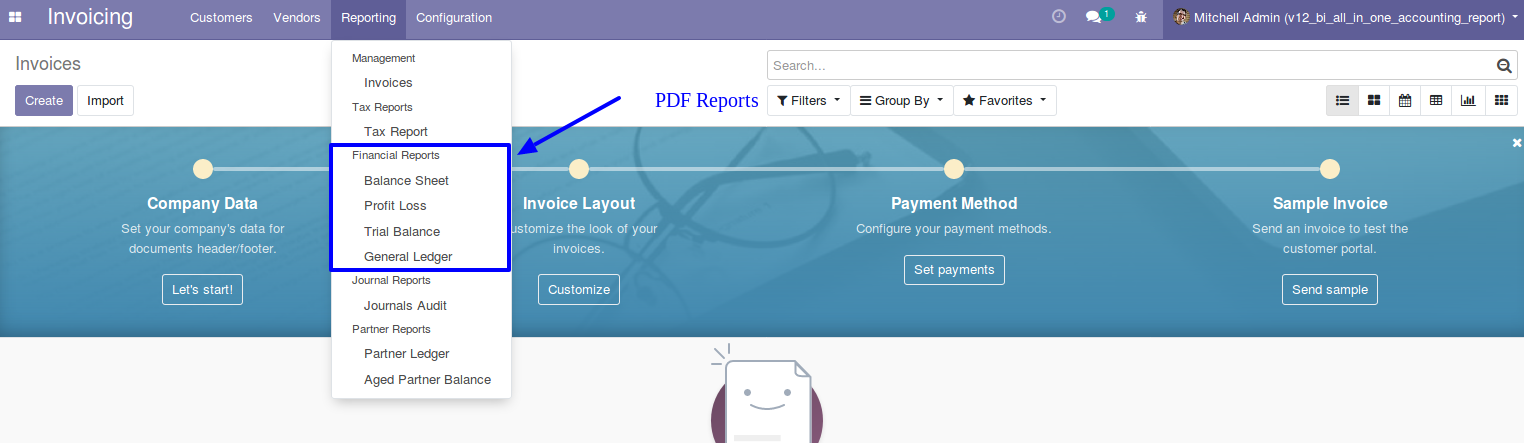 Invoicing Customers Vendors Reporting Configuration 1 Mitchell Admin (v12_bi_all_in_one_accounting_report)
Invoices
Search...
Create Import
PDF Reports
Filters Group By Favorites
Management
Invoices
Tax Reports
Tax Report
Financial Reports
Balance Sheet
Profit Loss
Trial Balance
General Ledger
Journal Reports
Journals Audit
Partner Reports
Partner Ledger
Aged Partner Balance
Company Data
Set your company's data for
documents header/footer.
Let's start!
Invoice Layout
ustomize the look of your
invoices.
Customize
Payment Method
Configure your payment methods.
Set payments
Sample Invoice
Send an invoice to test the
customer portal.
Send sample